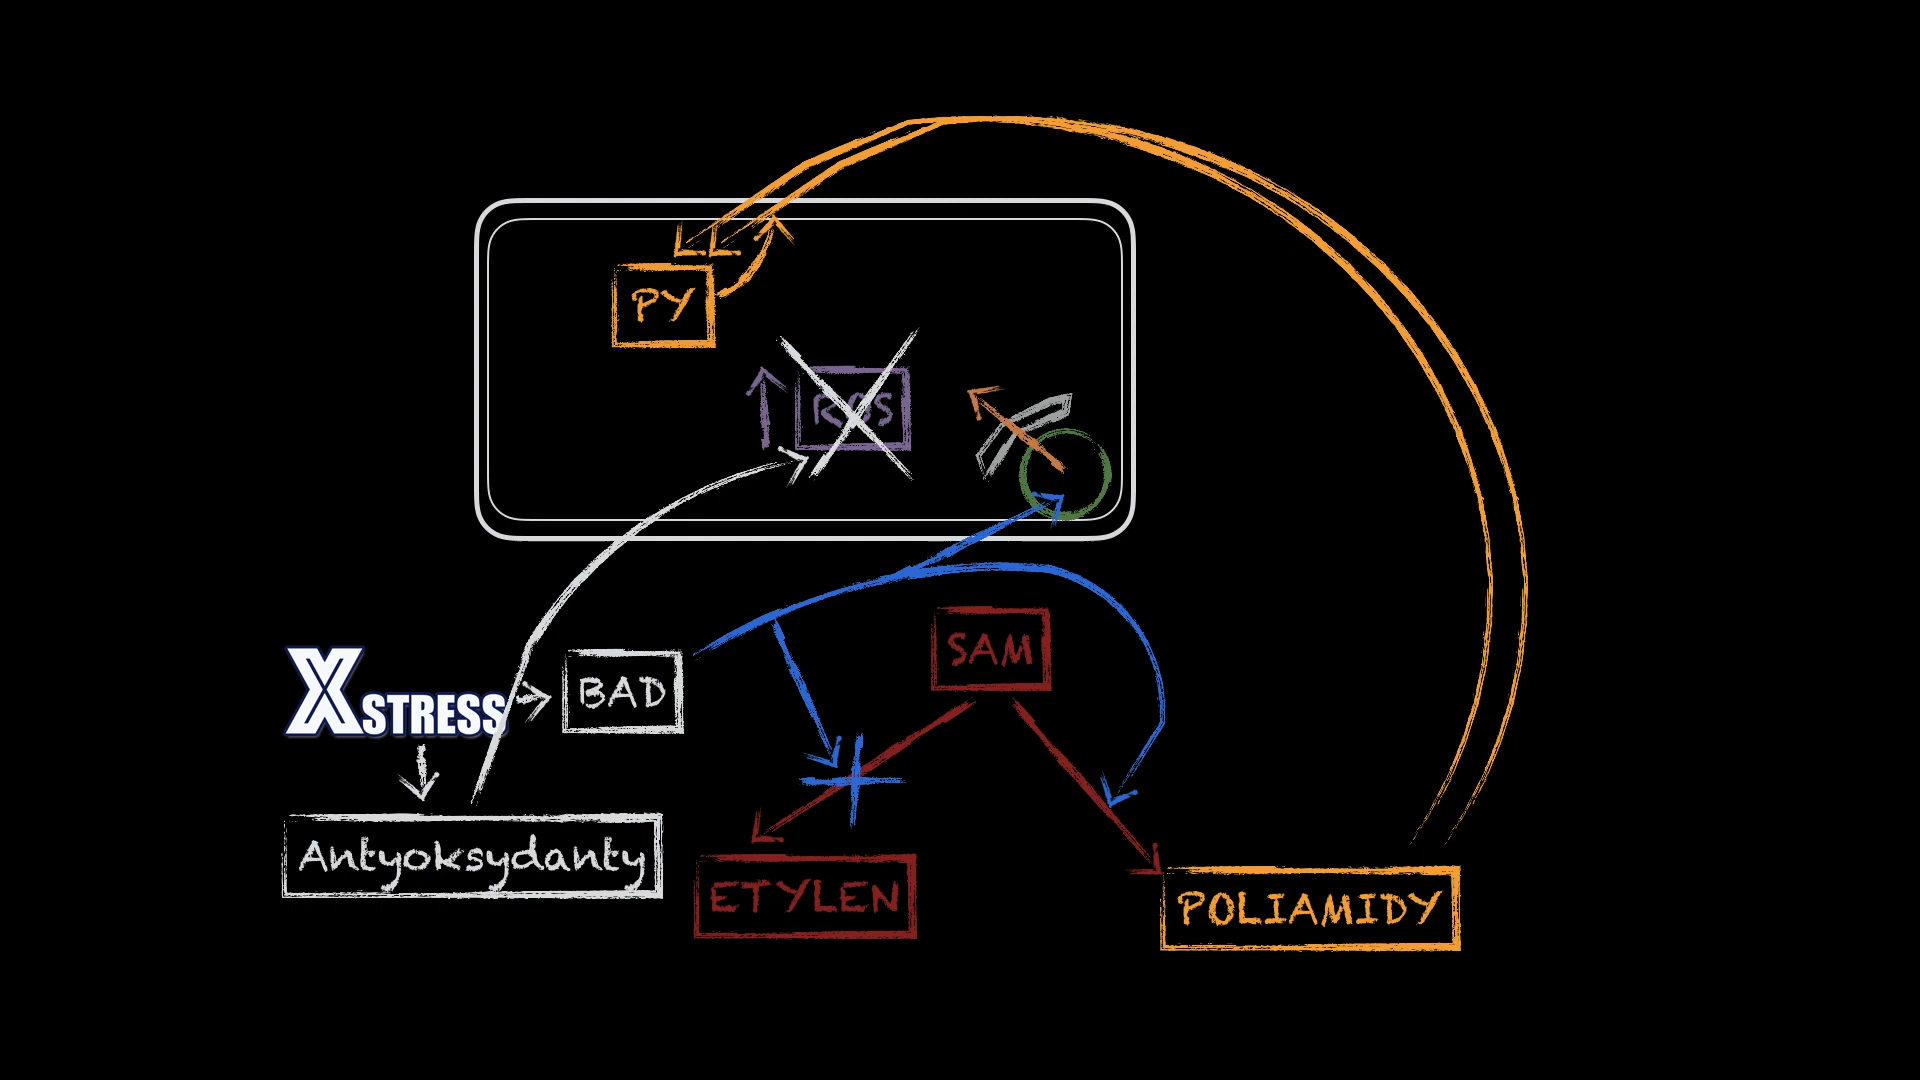 PY
ROS
SAM
XSTRESS
BAD
Antyoksydanty
ETYLEN
POLIAMIDY